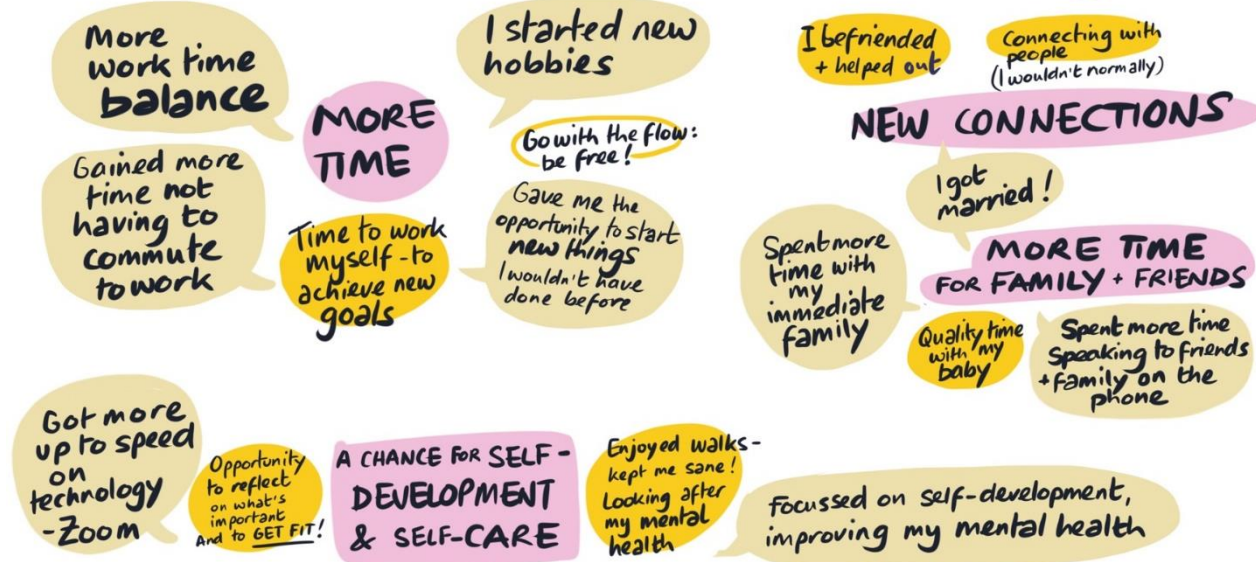 More
work time
balance
MORE
TIME
I started new
hobbies
Go with the flow:
be free!
Gained more
time not
having to
commute
to work
Time to work
myself - to
achieve new
goals
Gave me the
opportunity to start
new things
I wouldn't have
done before
I befriended
+ helped out
Connecting with
people
(I wouldn't normally)
NEW CONNECTIONS
I got
married!
Spent more
time with
my
immediate
family
MORE TIME
FOR FAMILY + FRIENDS
Quality time
with my
baby
Spent more time
Speaking to friends
+ family on the
phone
Got more
up to speed
on
technology
- Zoom
Opportunity
to reflect
on what's
important
And to GET FIT!
A CHANCE FOR SELF-
DEVELOPMENT
& SELF-CARE
Enjoyed walks -
kept me sane!
Looking after
my mental
health
Focussed on self-development,
improving my mental health